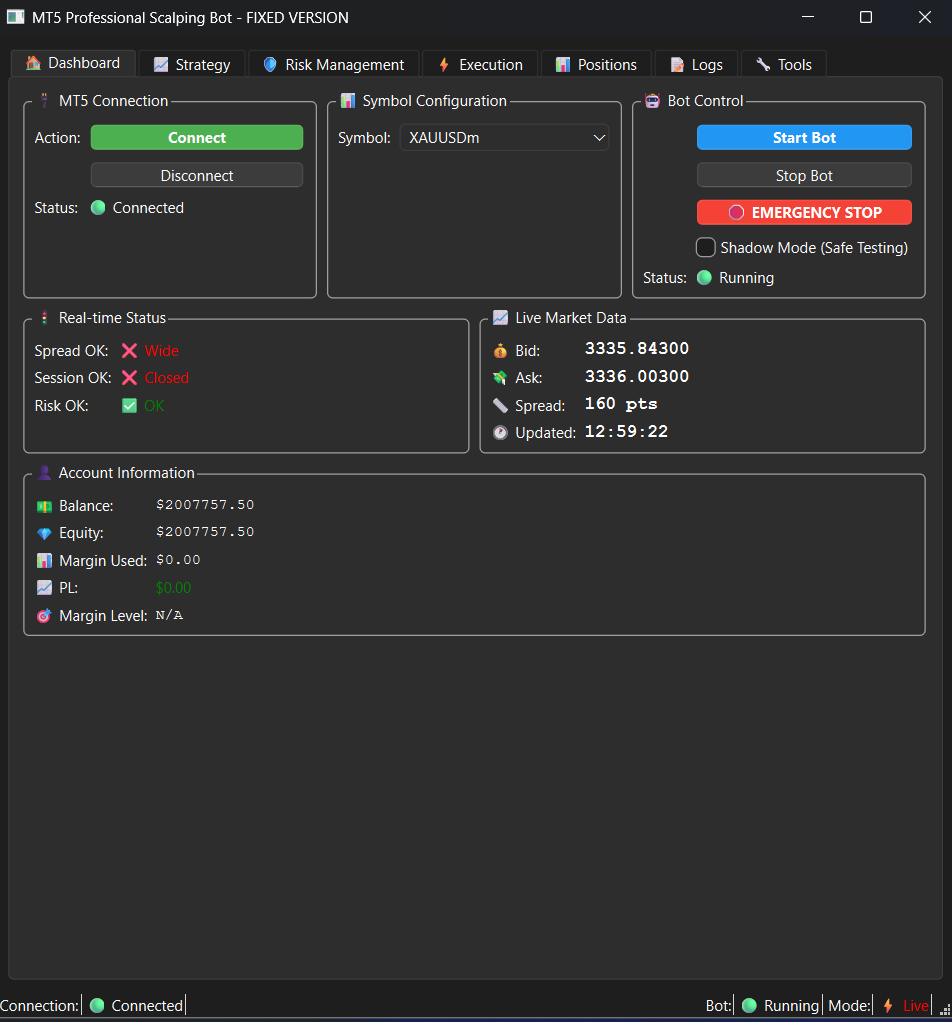 MT5 Professional Scalping Bot - FIXED VERSION
Dashboard Strategy Risk Management Execution Positions Logs Tools
MT5 Connection
Action: Connect
Disconnect
Status: Connected
Symbol Configuration
Symbol: XAUUSDm
Bot Control
Start Bot
Stop Bot
EMERGENCY STOP
Shadow Mode (Safe Testing)
Status: Running
Real-time Status
Spread OK: Wide
Session OK: Closed
Risk OK: OK
Live Market Data
Bid: 3335.84300
Ask: 3336.00300
Spread: 160 pts
Updated: 12:59:22
Account Information
Balance: $2007757.50
Equity: $2007757.50
Margin Used: $0.00
PL: $0.00
Margin Level: N/A
Connection: Connected Bot: Running Mode: Live